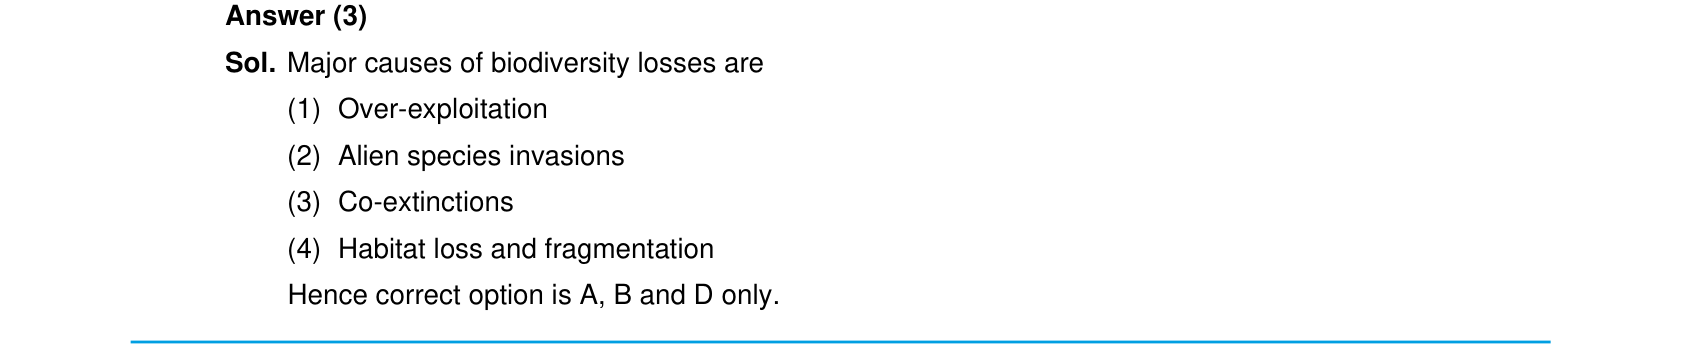 Answer (3)
Sol. Major causes of biodiversity losses are
(1) Over-exploitation
(2) Alien species invasions
(3) Co-extinctions
(4) Habitat loss and fragmentation
Hence correct option is A, B and D only.